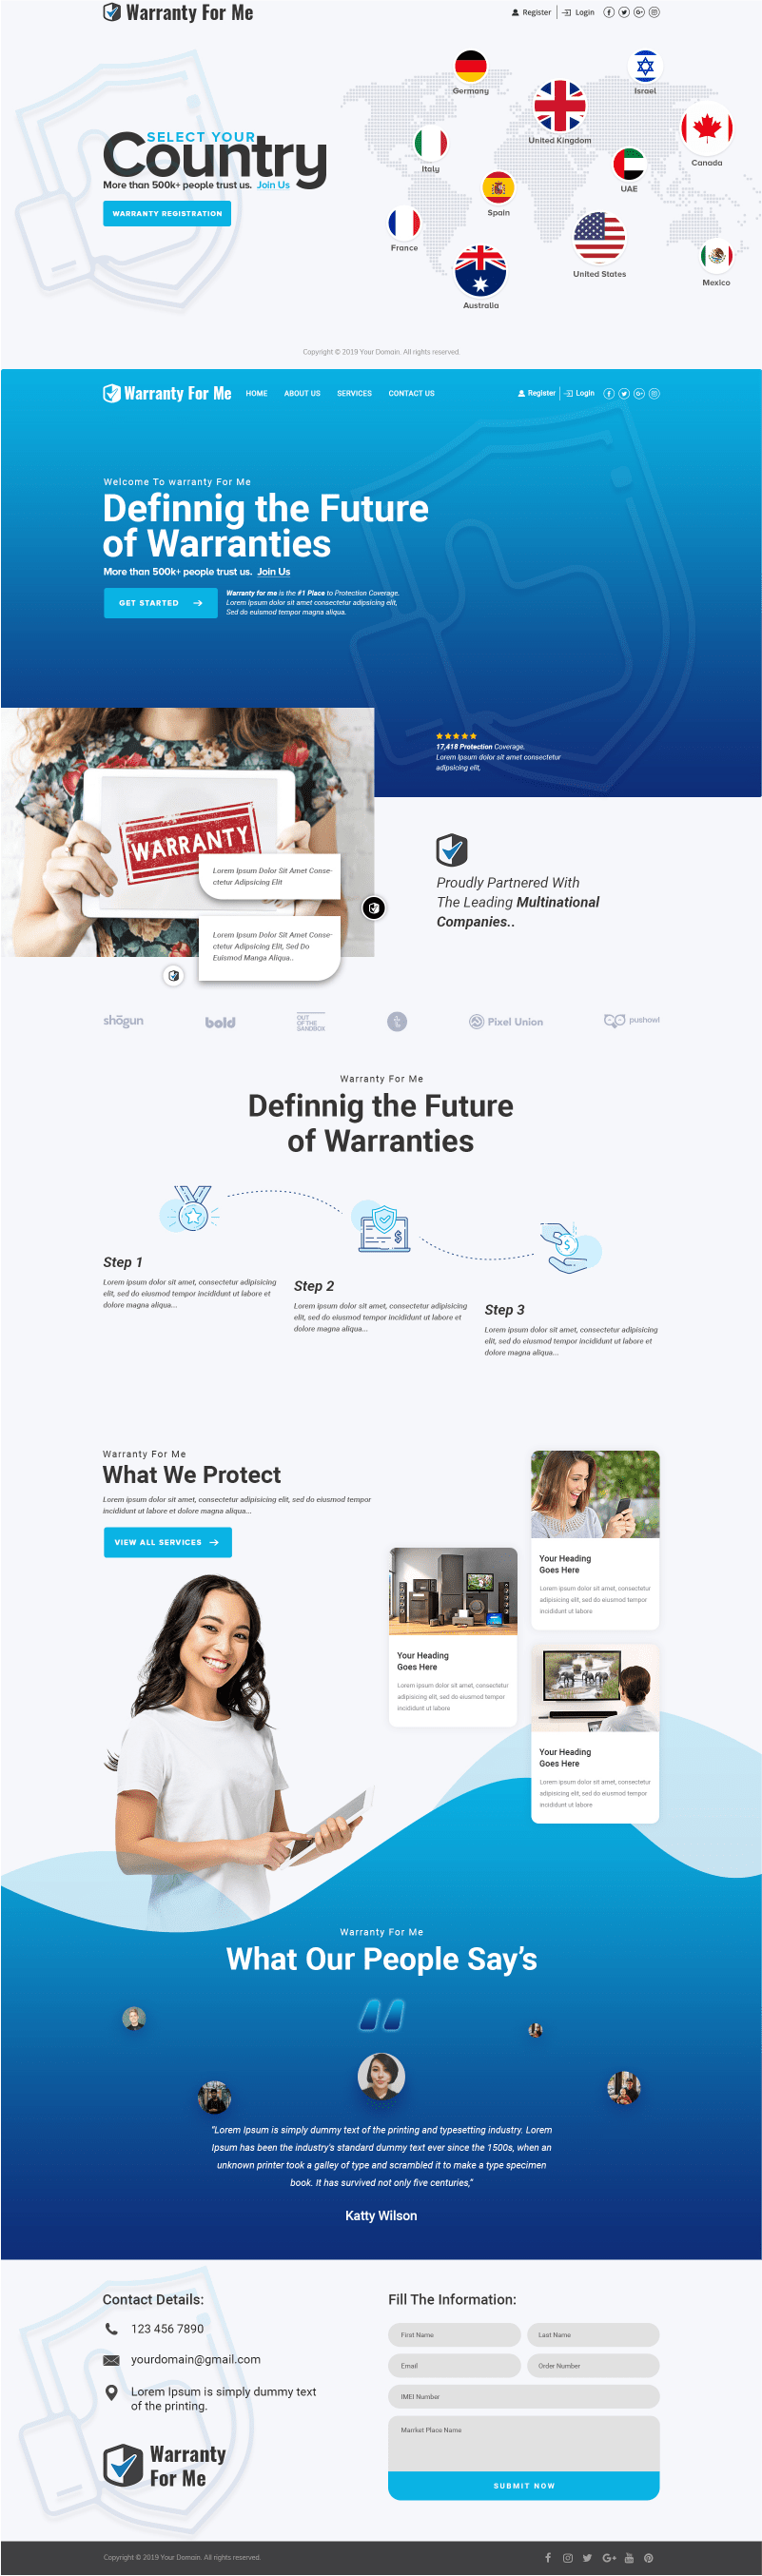 Warranty For Me
Register
Login
SELECT YOUR
Country
More than 500k+ people trust us. Join Us
WARRANTY REGISTRATION
Germany
Israel
United Kingdom
Canada
Italy
UAE
Spain
France
United States
Mexico
Australia
Copyright © 2019 Your Domain. All rights reserved.
Warranty For Me
HOME
ABOUT US
SERVICES
CONTACT US
Register
Login
Welcome To warranty For Me
Definnig the Future
of Warranties
More than 500k+ people trust us. Join Us
GET STARTED
Warranty for me is the #1 Place to Protection Coverage.
Lorem Ipsum dolor sit amet consectetur adipsicing elit,
Sed do euismod tempor magna aliqua.
17,418 Protection Coverage.
Lorem Ipsum dolor sit amet consectetur
adipsicing elit,
WARRANTY
Lorem Ipsum Dolor Sit Amet Conse-
ctetur Adipsicing Elit
Lorem Ipsum Dolor Sit Amet Conse-
ctetur Adipsicing Elit, Sed Do
Euismod Manga Aliqua..
Proudly Partnered With
The Leading Multinational
Companies..
shōgun
bold
OUT
OF THE
SANDBOX
Pixel Union
pushowl
Warranty For Me
Definnig the Future
of Warranties
Step 1
Lorem ipsum dolor sit amet, consectetur adipisicing
elit, sed do eiusmod tempor incididunt ut labore et
dolore magna aliqua...
Step 2
Lorem ipsum dolor sit amet, consectetur adipisicing
elit, sed do eiusmod tempor incididunt ut labore et
dolore magna aliqua...
Step 3
Lorem ipsum dolor sit amet, consectetur adipisicing
elit, sed do eiusmod tempor incididunt ut labore et
dolore magna aliqua...
Warranty For Me
What We Protect
Lorem ipsum dolor sit amet, consectetur adipisicing elit, sed do eiusmod tempor
incididunt ut labore et dolore magna aliqua...
VIEW ALL SERVICES
Your Heading
Goes Here
Lorem ipsum dolor sit amet, consectetur
adipisicing elit, sed do eiusmod tempor
incididunt ut labore
Your Heading
Goes Here
Lorem ipsum dolor sit amet, consectetur
adipisicing elit, sed do eiusmod tempor
incididunt ut labore
Your Heading
Goes Here
Lorem ipsum dolor sit amet, consectetur
adipisicing elit, sed do eiusmod tempor
incididunt ut labore
Warranty For Me
What Our People Say’s
“Lorem Ipsum is simply dummy text of the printing and typesetting industry. Lorem
Ipsum has been the industry's standard dummy text ever since the 1500s, when an
unknown printer took a galley of type and scrambled it to make a type specimen
book. It has survived not only five centuries,”
Katty Wilson
Contact Details:
123 456 7890
yourdomain@gmail.com
Lorem Ipsum is simply dummy text
of the printing.
Warranty
For Me
Fill The Information:
First Name
Last Name
Email
Order Number
IMEI Number
Market Place Name
SUBMIT NOW
Copyright © 2019 Your Domain. All rights reserved.